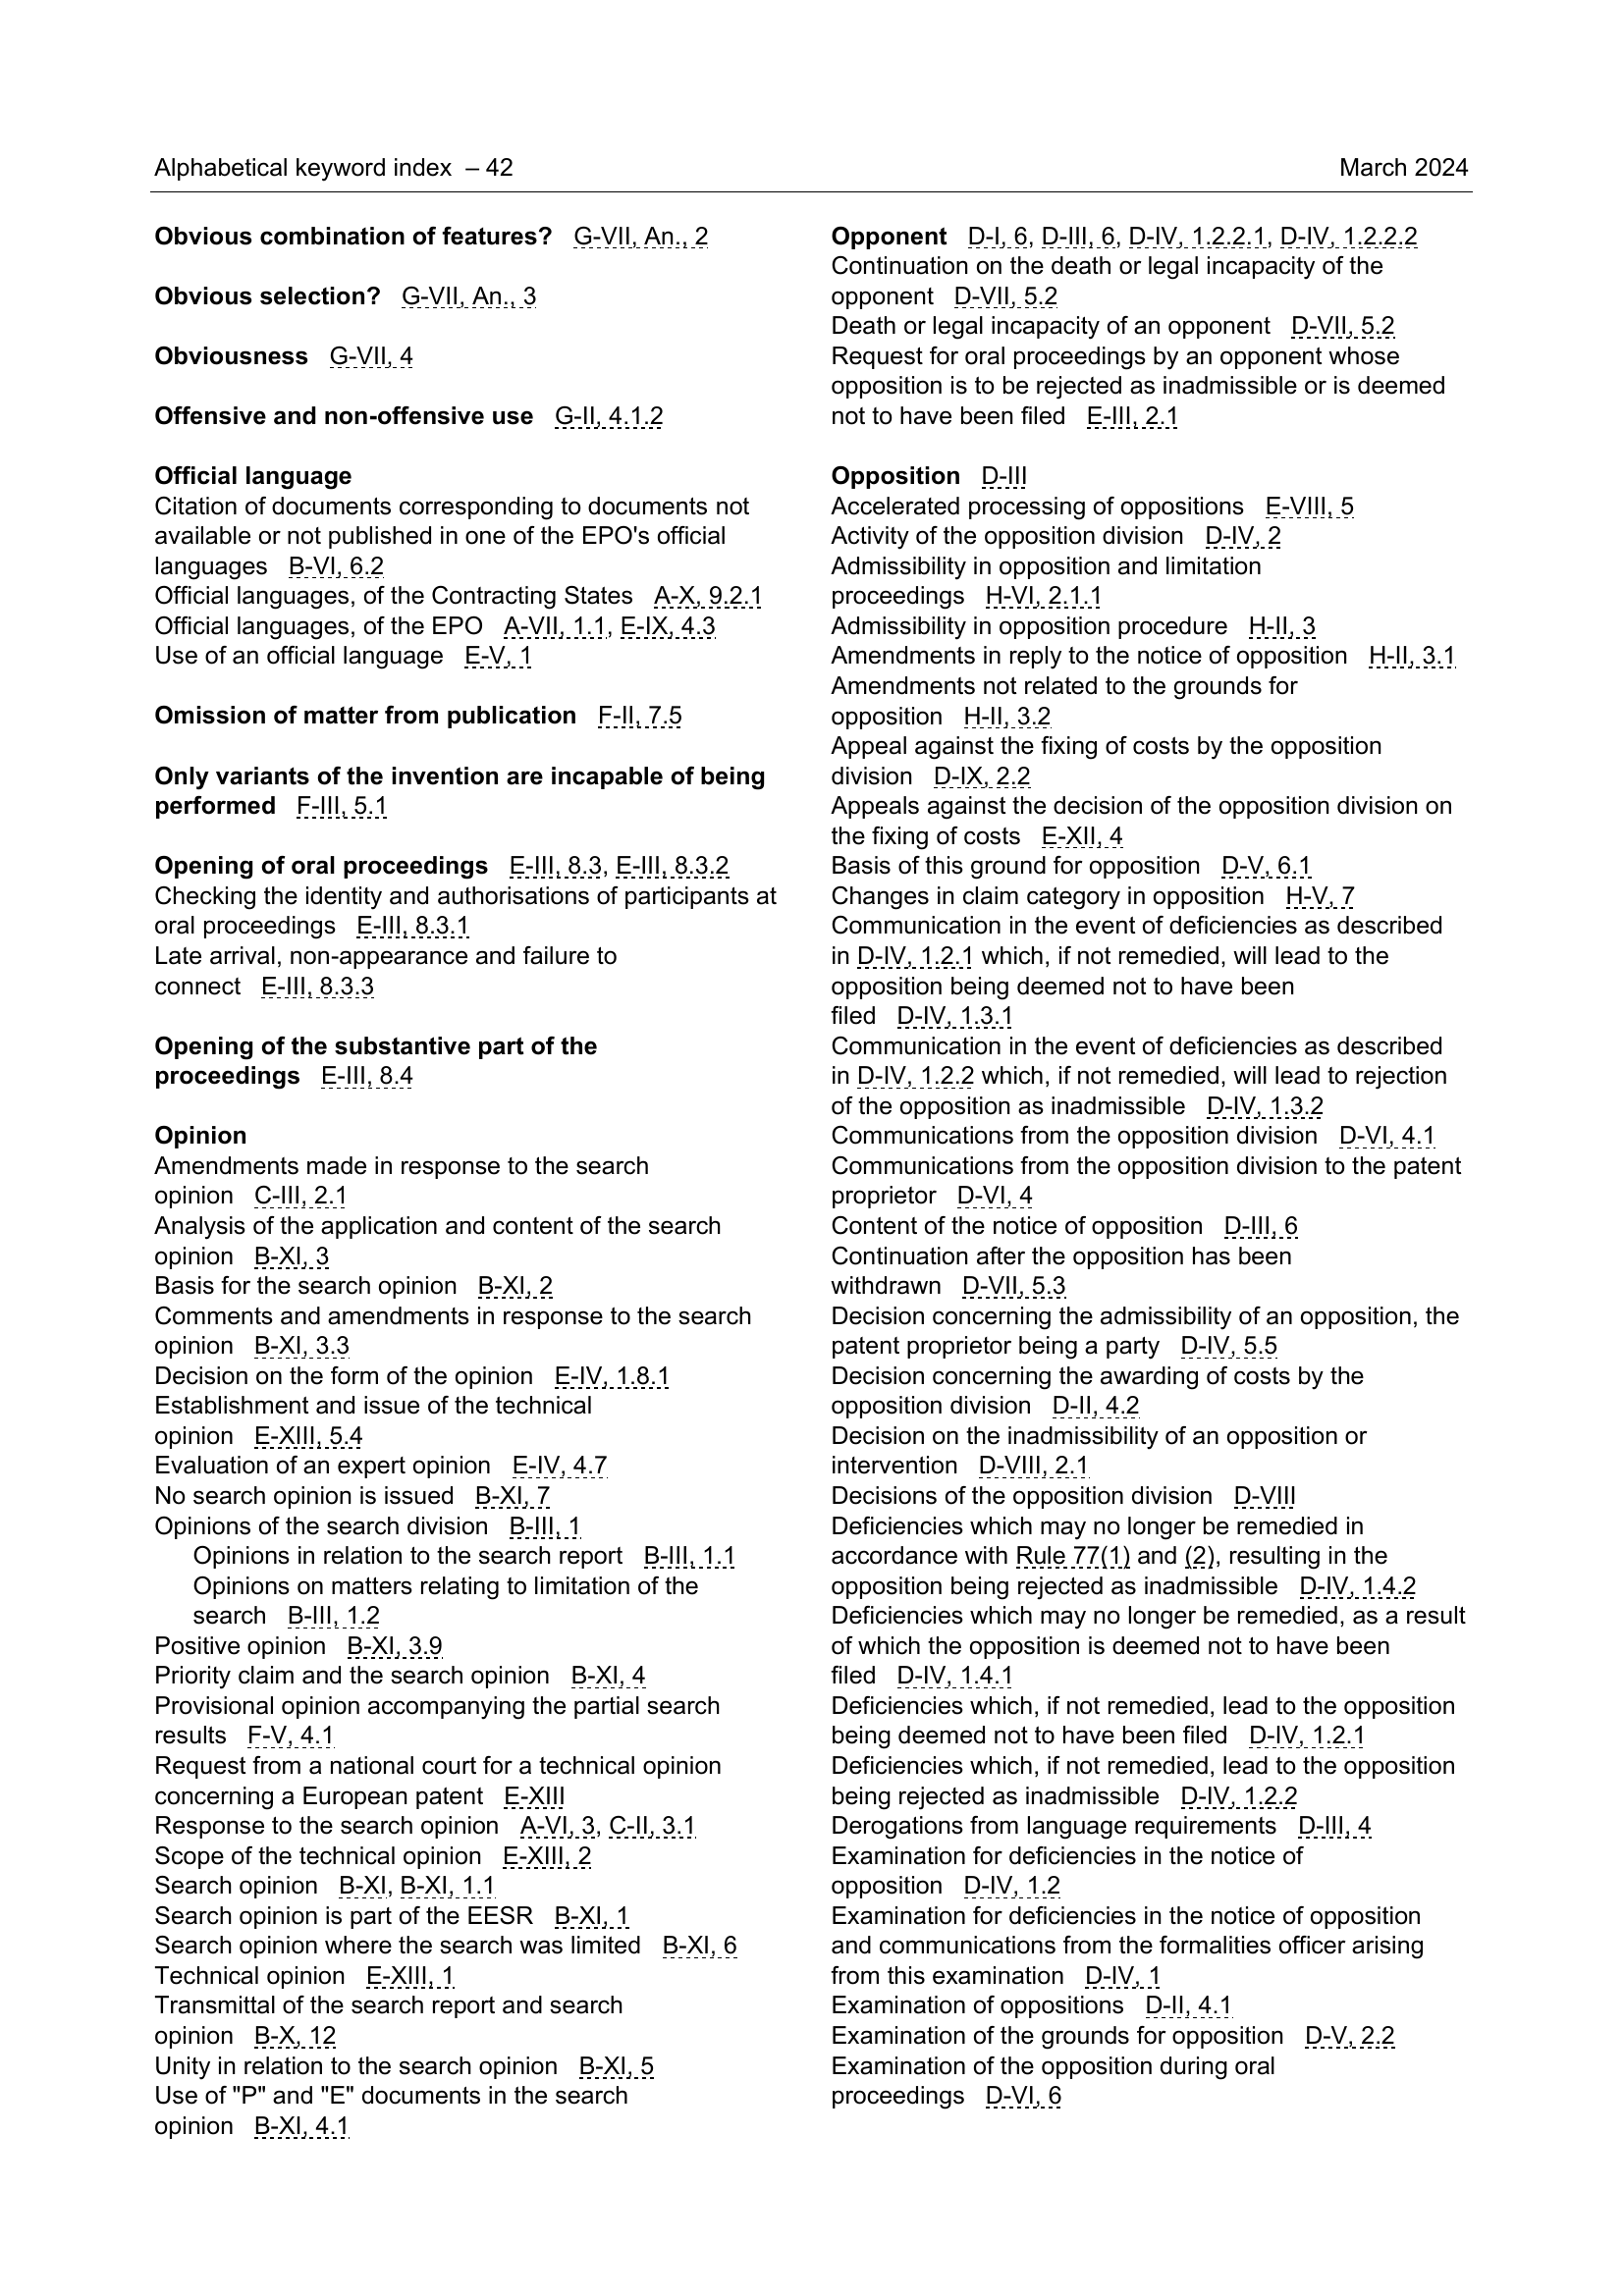 Alphabetical keyword index – 42
March 2024
Obvious combination of features? G-VII, An., 2
Obvious selection? G-VII, An., 3
Obviousness G-VII, 4
Offensive and non-offensive use G-II, 4.1.2
Official language
Citation of documents corresponding to documents not
available or not published in one of the EPO's official
languages B-VI, 6.2
Official languages, of the Contracting States A-X, 9.2.1
Official languages, of the EPO A-VII, 1.1, E-IX, 4.3
Use of an official language E-V, 1
Omission of matter from publication F-II, 7.5
Only variants of the invention are incapable of being
performed F-III, 5.1
Opening of oral proceedings E-III, 8.3, E-III, 8.3.2
Checking the identity and authorisations of participants at
oral proceedings E-III, 8.3.1
Late arrival, non-appearance and failure to
connect E-III, 8.3.3
Opening of the substantive part of the
proceedings E-III, 8.4
Opinion
Amendments made in response to the search
opinion C-III, 2.1
Analysis of the application and content of the search
opinion B-XI, 3
Basis for the search opinion B-XI, 2
Comments and amendments in response to the search
opinion B-XI, 3.3
Decision on the form of the opinion E-IV, 1.8.1
Establishment and issue of the technical
opinion E-XIII, 5.4
Evaluation of an expert opinion E-IV, 4.7
No search opinion is issued B-XI, 7
Opinions of the search division B-III, 1
Opinions in relation to the search report B-III, 1.1
Opinions on matters relating to limitation of the
search B-III, 1.2
Positive opinion B-XI, 3.9
Priority claim and the search opinion B-XI, 4
Provisional opinion accompanying the partial search
results F-V, 4.1
Request from a national court for a technical opinion
concerning a European patent E-XIII
Response to the search opinion A-VI, 3, C-II, 3.1
Scope of the technical opinion E-XIII, 2
Search opinion B-XI, B-XI, 1.1
Search opinion is part of the EESR B-XI, 1
Search opinion where the search was limited B-XI, 6
Technical opinion E-XIII, 1
Transmittal of the search report and search
opinion B-X, 12
Unity in relation to the search opinion B-XI, 5
Use of "P" and "E" documents in the search
opinion B-XI, 4.1
Opponent D-I, 6, D-III, 6, D-IV, 1.2.2.1, D-IV, 1.2.2.2
Continuation on the death or legal incapacity of the
opponent D-VII, 5.2
Death or legal incapacity of an opponent D-VII, 5.2
Request for oral proceedings by an opponent whose
opposition is to be rejected as inadmissible or is deemed
not to have been filed E-III, 2.1
Opposition D-III
Accelerated processing of oppositions E-VIII, 5
Activity of the opposition division D-IV, 2
Admissibility in opposition and limitation
proceedings H-VI, 2.1.1
Admissibility in opposition procedure H-II, 3
Amendments in reply to the notice of opposition H-II, 3.1
Amendments not related to the grounds for
opposition H-II, 3.2
Appeal against the fixing of costs by the opposition
division D-IX, 2.2
Appeals against the decision of the opposition division on
the fixing of costs E-XII, 4
Basis of this ground for opposition D-V, 6.1
Changes in claim category in opposition H-V, 7
Communication in the event of deficiencies as described
in D-IV, 1.2.1 which, if not remedied, will lead to the
opposition being deemed not to have been
filed D-IV, 1.3.1
Communication in the event of deficiencies as described
in D-IV, 1.2.2 which, if not remedied, will lead to rejection
of the opposition as inadmissible D-IV, 1.3.2
Communications from the opposition division D-VI, 4.1
Communications from the opposition division to the patent
proprietor D-VI, 4
Content of the notice of opposition D-III, 6
Continuation after the opposition has been
withdrawn D-VII, 5.3
Decision concerning the admissibility of an opposition, the
patent proprietor being a party D-IV, 5.5
Decision concerning the awarding of costs by the
opposition division D-II, 4.2
Decision on the inadmissibility of an opposition or
intervention D-VIII, 2.1
Decisions of the opposition division D-VIII
Deficiencies which may no longer be remedied in
accordance with Rule 77(1) and (2), resulting in the
opposition being rejected as inadmissible D-IV, 1.4.2
Deficiencies which may no longer be remedied, as a result
of which the opposition is deemed not to have been
filed D-IV, 1.4.1
Deficiencies which, if not remedied, lead to the opposition
being deemed not to have been filed D-IV, 1.2.1
Deficiencies which, if not remedied, lead to the opposition
being rejected as inadmissible D-IV, 1.2.2
Derogations from language requirements D-III, 4
Examination for deficiencies in the notice of
opposition D-IV, 1.2
Examination for deficiencies in the notice of opposition
and communications from the formalities officer arising
from this examination D-IV, 1
Examination of oppositions D-II, 4.1
Examination of the grounds for opposition D-V, 2.2
Examination of the opposition during oral
proceedings D-VI, 6